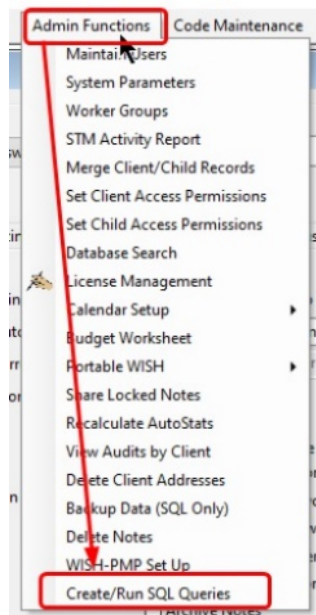 Admin Functions Code Maintenance
Maintain Users
System Parameters
Worker Groups
STM Activity Report
Merge Client/Child Records
Set Client Access Permissions
Set Child Access Permissions
Database Search
License Management
Calendar Setup
Budget Worksheet
Portable WISH
Share Locked Notes
Recalculate AutoStats
View Audits by Client
Delete Client Addresses
Backup Data (SQL Only)
Delete Notes
WISH-PMP Set Up
Create/Run SQL Queries
Archive Notes